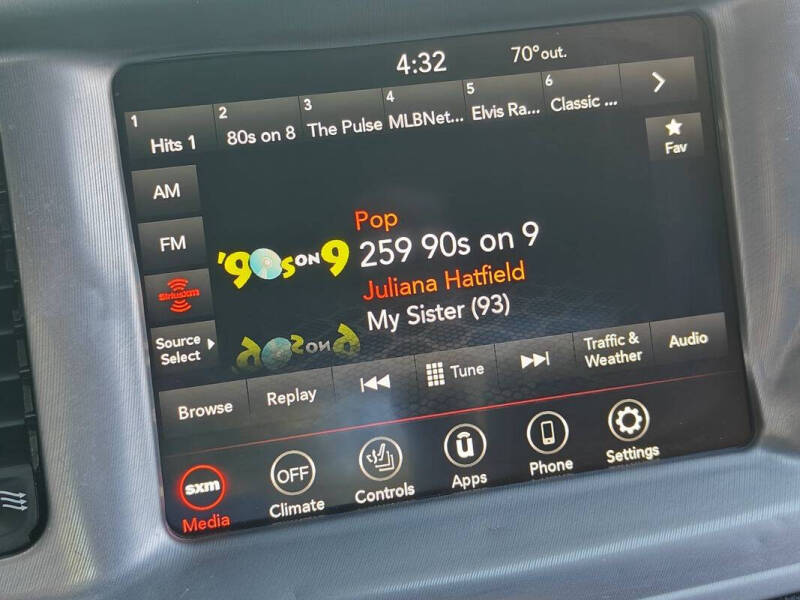 4:32
70° out.
1
Hits 1
2
80s on 8
3
The Pulse
4
MLBNet...
5
Elvis Ra...
6
Classic ...
Fav
AM
FM
SiriusXM
Source
Select
'90s ON 9
Pop
259 90s on 9
Juliana Hatfield
My Sister (93)
Browse
Replay
Tune
Traffic &
Weather
Audio
sxm
Media
OFF
Climate
Controls
u
Apps
Phone
Settings